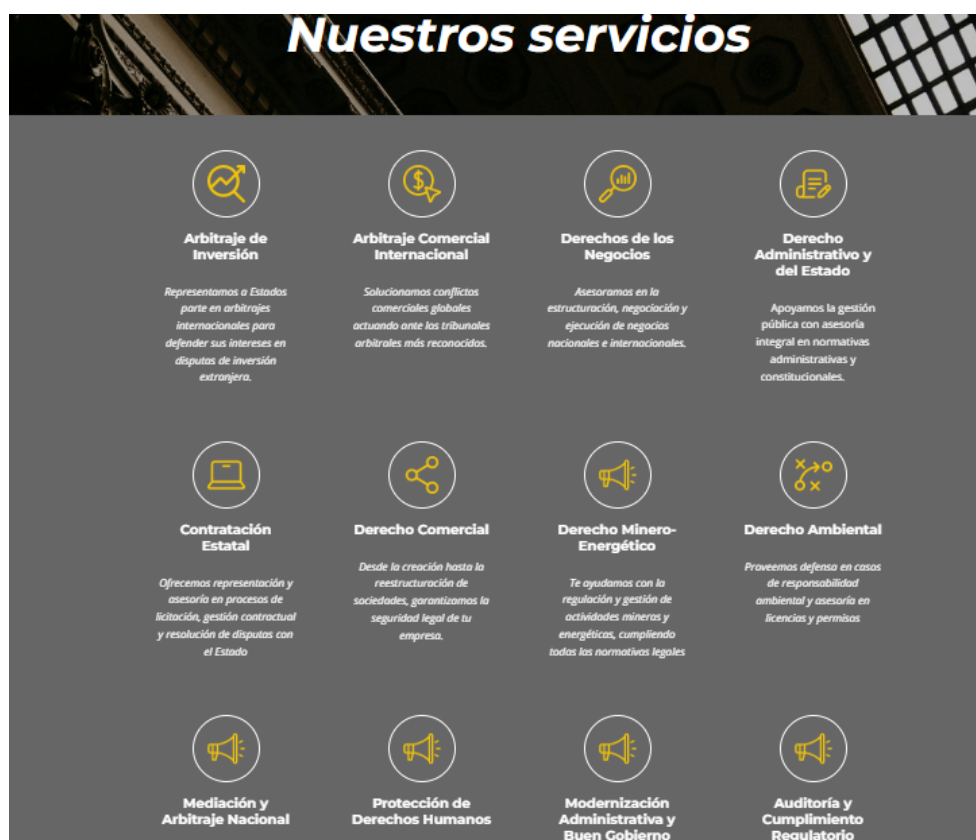 Nuestros servicios
Arbitraje de
Inversión
Representamos a Estados
parte en arbitrajes
internacionales para
defender sus intereses en
disputas de inversión
extranjera.
Arbitraje Comercial
Internacional
Solucionamos conflictos
comerciales globales
actuando ante los tribunales
arbitrales más reconocidos.
Derechos de los
Negocios
Asesoramos en la
estructuración, negociación y
ejecución de negocios
nacionales e internacionales.
Derecho
Administrativo y
del Estado
Apoyamos la gestión
pública con asesoría
integral en normativas
administrativas y
constitucionales.
Contratación
Estatal
Ofrecemos representación y
asesoría en procesos de
licitación, gestión contractual
y resolución de disputas con
el Estado
Derecho Comercial
Desde la creación hasta la
reestructuración de
sociedades, garantizamos la
seguridad legal de tu
empresa.
Derecho Minero-
Energético
Te ayudamos con la
regulación y gestión de
actividades mineras y
energéticas, cumpliendo
todas las normativas legales
Derecho Ambiental
Proveemos defensa en casos
de responsabilidad
ambiental y asesoría en
licencias y permisos
Mediación y
Arbitraje Nacional
Protección de
Derechos Humanos
Modernización
Administrativa y
Buen Gobierno
Auditoría y
Cumplimiento
Regulatorio